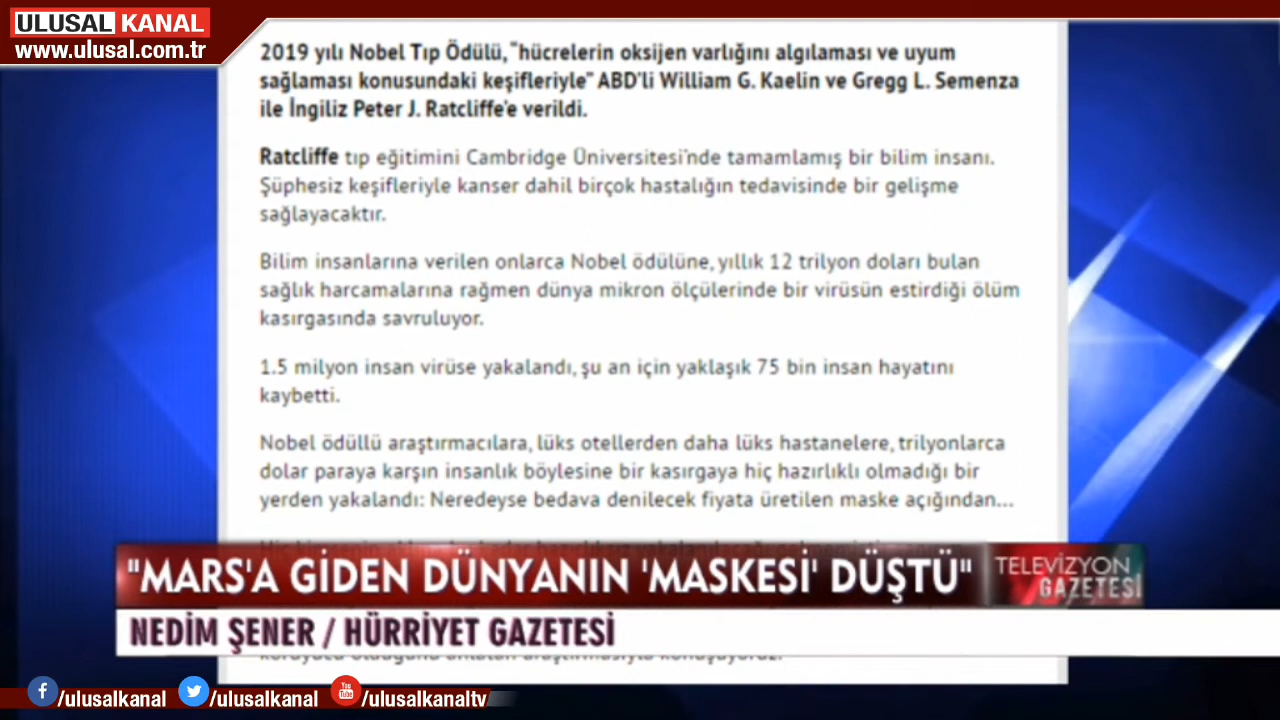 ULUSAL KANAL
www.ulusal.com.tr
2019 yılı Nobel Tıp Ödülü, "hücrelerin oksijen varlığını algılaması ve uyum
sağlaması konusundaki keşifleriyle" ABD'li William G. Kaelin ve Gregg L. Semenza
ile İngiliz Peter J. Ratcliffe'e verildi.
Ratcliffe tıp eğitimini Cambridge Üniversitesi'nde tamamlamış bir bilim insanı.
Şüphesiz keşifleriyle kanser dahil birçok hastalığın tedavisinde bir gelişme
sağlayacaktır.
Bilim insanlarına verilen onlarca Nobel ödülüne, yıllık 12 trilyon doları bulan
sağlık harcamalarına rağmen dünya mikron ölçülerinde bir virüsün estirdiği ölüm
kasırgasında savruluyor.
1.5 milyon insan virüse yakalandı, şu an için yaklaşık 75 bin insan hayatını
kaybetti.
Nobel ödüllü araştırmacılara, lüks otellerden daha lüks hastanelere, trilyonlarca
dolar paraya karşın insanlık böylesine bir kasırgaya hiç hazırlıklı olmadığı bir
yerden yakalandı: Neredeyse bedava denilecek fiyata üretilen maske açığından...
"MARS'A GİDEN DÜNYANIN 'MASKESİ' DÜŞTÜ"
TELEVİZYON
GAZETESİ
NEDİM ŞENER / HÜRRİYET GAZETESİ
/ulusalkanal
/ulusalkanal
You Tube
/ulusalkanaltv